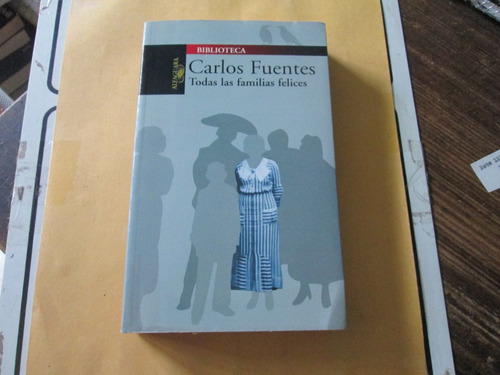 BIBLIOTECA
ALFAGUARA
Carlos Fuentes
Todas las familias felices